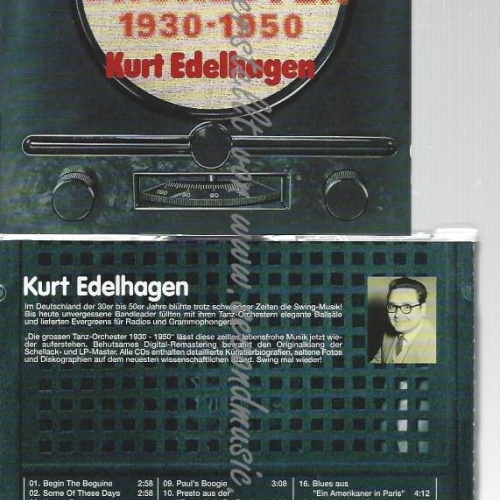 1930-1950
Kurt Edelhagen
100 80 60
Kurt Edelhagen
Im Deutschland der 30er bis 50er Jahre blühte trotz schwieriger Zeiten die Swing-Musik!
Bis heute unvergessene Bandleader füllten mit ihren Tanz-Orchestern elegante Ballsäle
und lieferten Evergreens für Radios und Grammophongeräte.
„Die grossen Tanz-Orchester 1930 - 1950" lässt diese zeitlos lebensfrohe Musik jetzt wie-
der auferstehen. Behutsames Digital-Remastering bewahrt den Originalklang der
Schellack- und LP-Master. Alle CDs enthalten detaillierte Künstlerbiografien, seltene Fotos
und Diskographien auf dem neuesten wissenschaftlichen Stand. Swing mal wieder!
01. Begin The Beguine 2:58
02. Some Of These Days 2:58
09. Paul's Boogie 3:08
10. Presto aus der
16. Blues aus
"Ein Amerikaner in Paris" 4:12